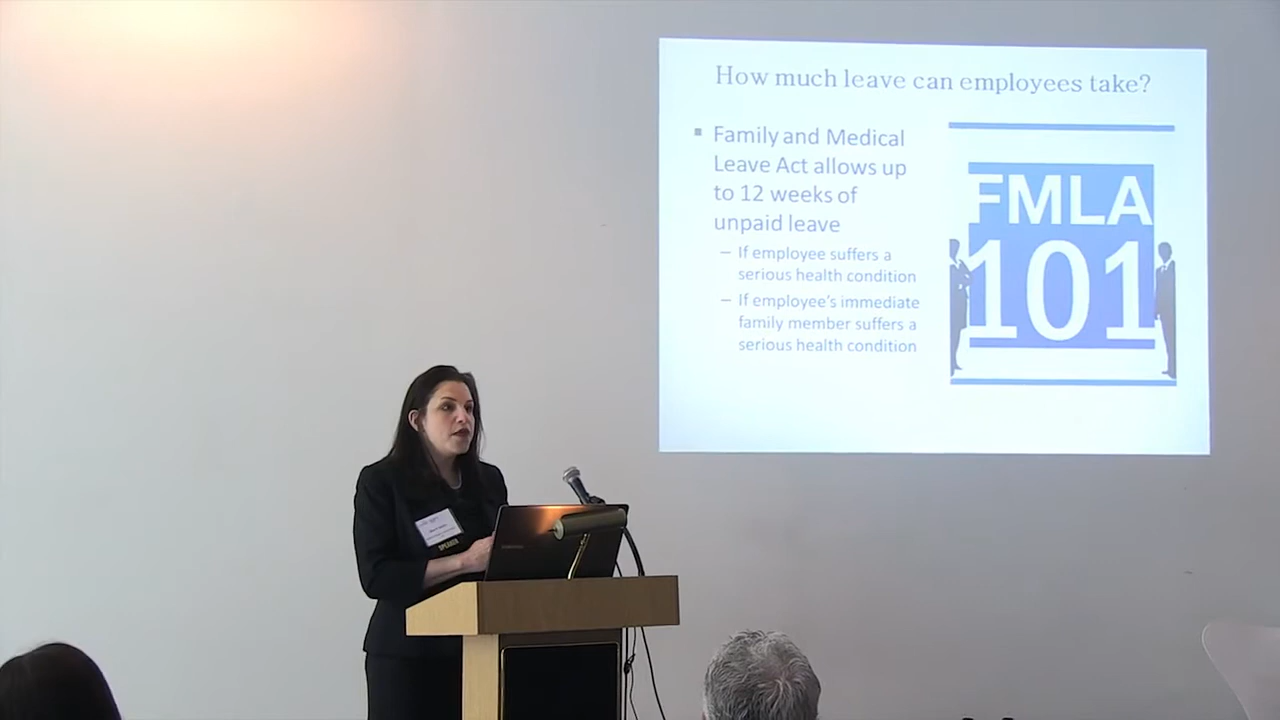 How much leave can employees take?
▪ Family and Medical
Leave Act allows up
to 12 weeks of
unpaid leave
– If employee suffers a
serious health condition
– If employee's immediate
family member suffers a
serious health condition
FMLA
101
SPEAKER